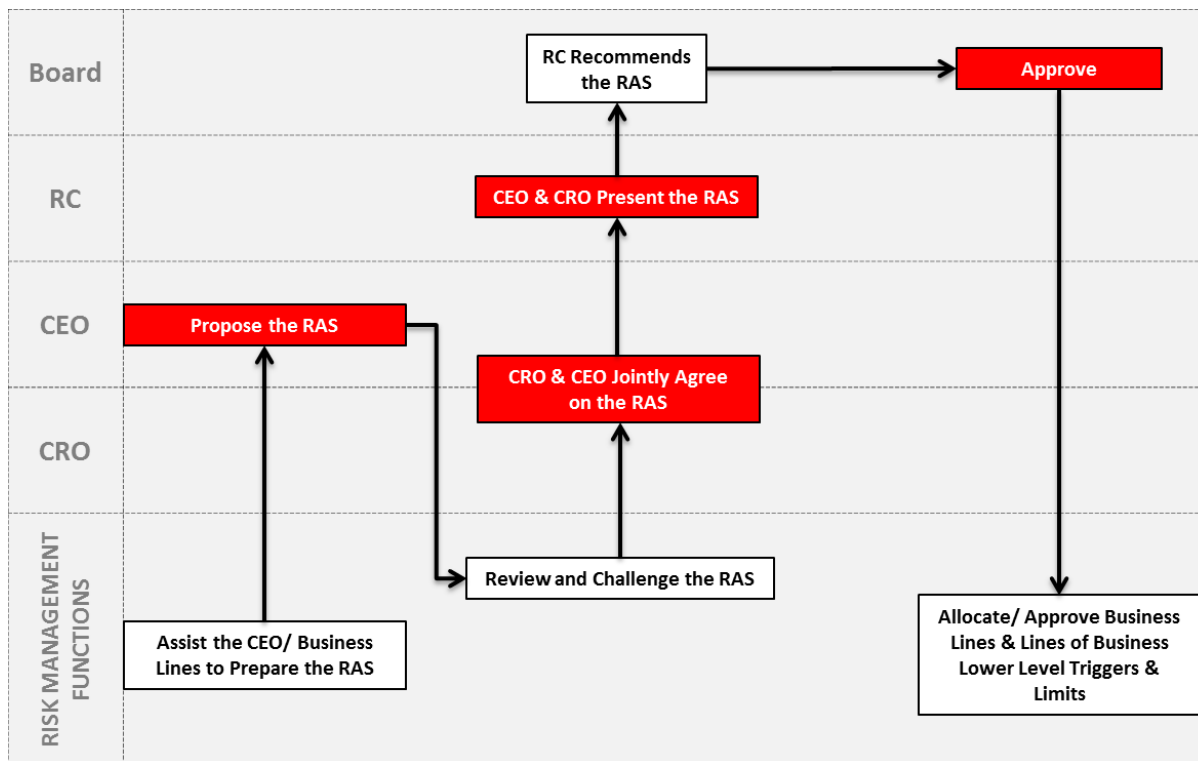 Board
RC Recommends
the RAS
Approve
RC
CEO & CRO Present the RAS
CEO
Propose the RAS
CRO & CEO Jointly Agree
on the RAS
CRO
RISK MANAGEMENT
FUNCTIONS
Review and Challenge the RAS
Assist the CEO/ Business
Lines to Prepare the RAS
Allocate/ Approve Business
Lines & Lines of Business
Lower Level Triggers &
Limits